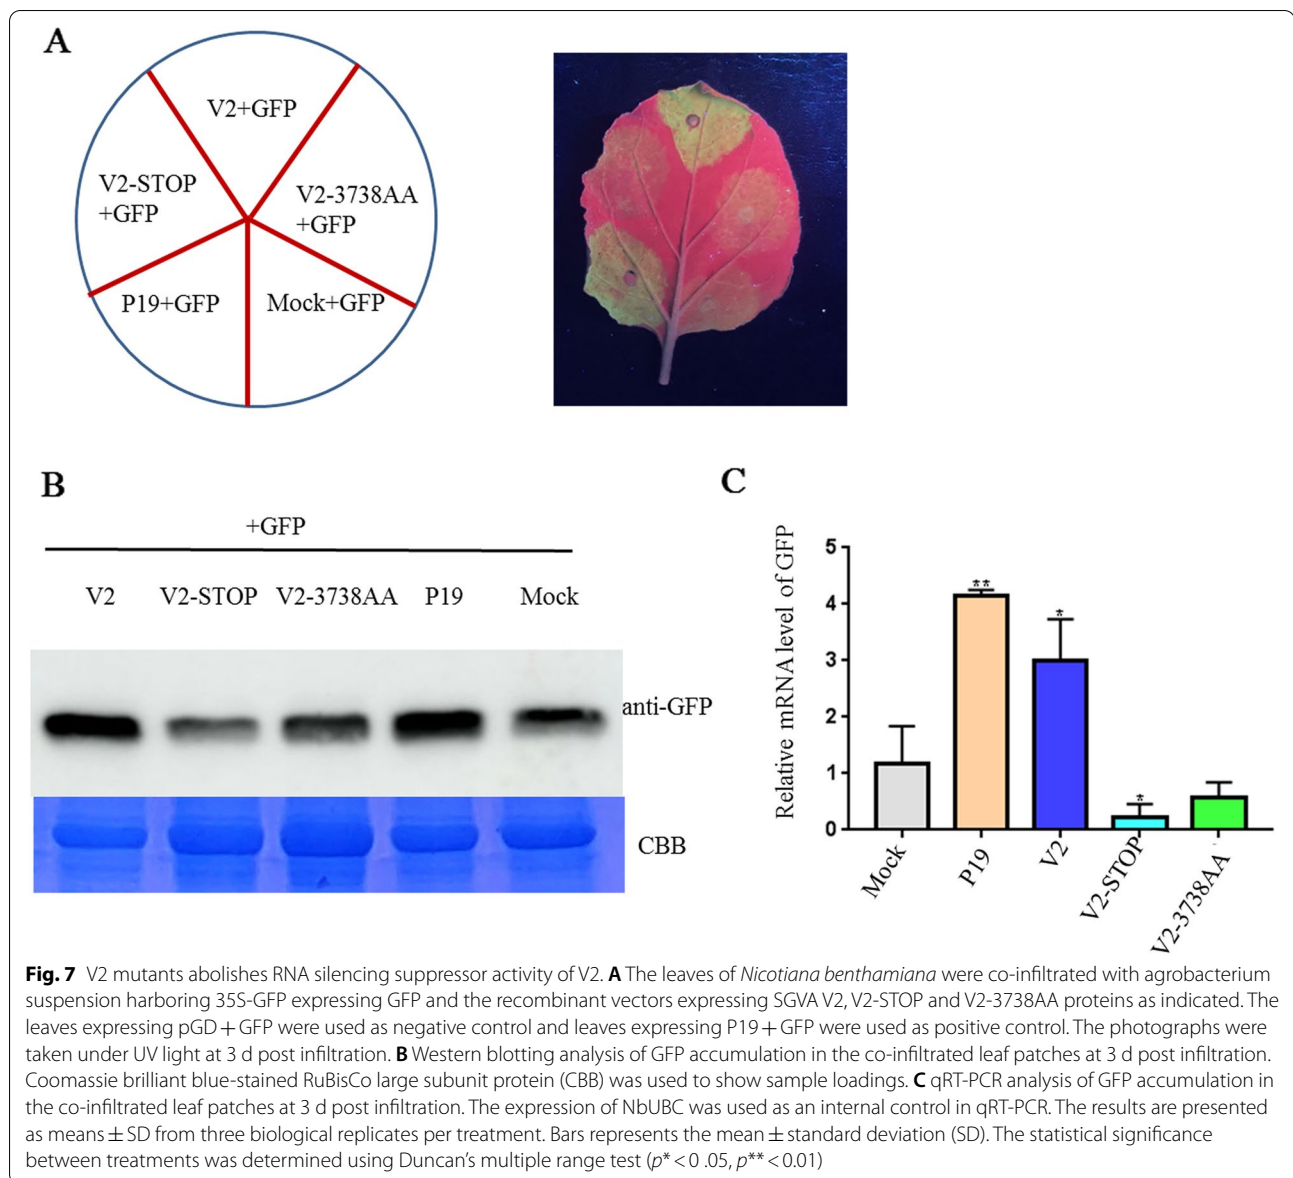 A
V2+GFP
V2-STOP
+GFP
V2-3738AA
+GFP
P19+GFP
Mock+GFP
B
+GFP
V2 V2-STOP V2-3738AA P19 Mock
anti-GFP
CBB
C
Relative mRNA level of GFP
5
4
3
2
1
0
**
*
*
Mock
P19
V2
V2-STOP
V2-3738AA
Fig. 7 V2 mutants abolishes RNA silencing suppressor activity of V2. A The leaves of Nicotiana benthamiana were co-infiltrated with agrobacterium
suspension harboring 35S-GFP expressing GFP and the recombinant vectors expressing SGVA V2, V2-STOP and V2-3738AA proteins as indicated. The
leaves expressing pGD + GFP were used as negative control and leaves expressing P19 + GFP were used as positive control. The photographs were
taken under UV light at 3 d post infiltration. B Western blotting analysis of GFP accumulation in the co-infiltrated leaf patches at 3 d post infiltration.
Coomassie brilliant blue-stained RuBisCo large subunit protein (CBB) was used to show sample loadings. C qRT-PCR analysis of GFP accumulation in
the co-infiltrated leaf patches at 3 d post infiltration. The expression of NbUBC was used as an internal control in qRT-PCR. The results are presented
as means ± SD from three biological replicates per treatment. Bars represents the mean ± standard deviation (SD). The statistical significance
between treatments was determined using Duncan's multiple range test (p* < 0 .05, p** < 0.01)